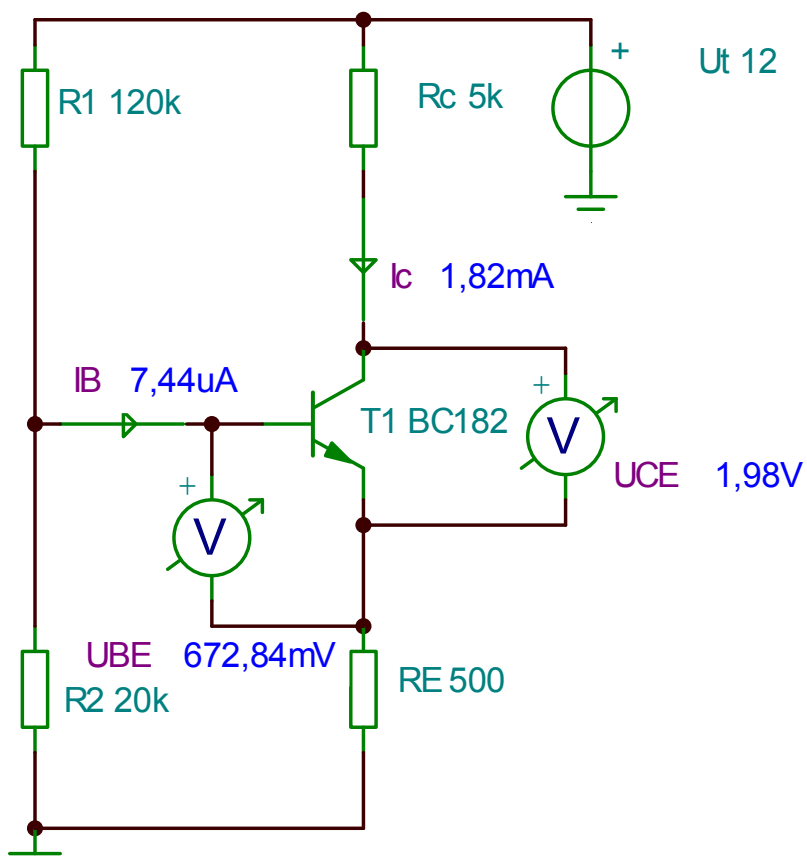 Ut 12
R1 120k
Rc 5k
+
Ic 1,82mA
IB 7,44uA
T1 BC182
+
V
UCE 1,98V
+
V
UBE 672,84mV
R2 20k
RE 500